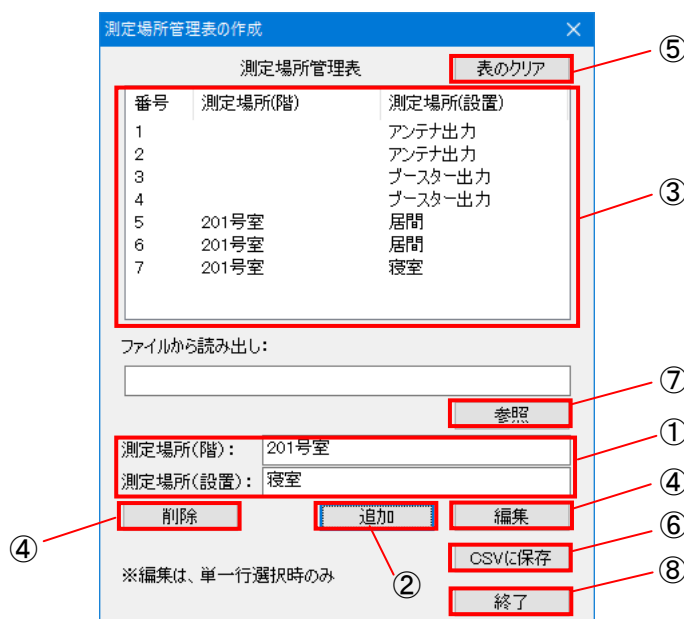 測定場所管理表の作成 ×
測定場所管理表 表のクリア ⑤
番号 測定場所(階) 測定場所(設置)
1 アンテナ出力
2 アンテナ出力
3 ブースター出力
4 ブースター出力
③
5 201号室 居間
6 201号室 居間
7 201号室 寝室
ファイルから読み出し:
参照 ⑦
測定場所(階): 201号室
①
測定場所(設置): 寝室
削除 追加 編集 ④
④
CSVに保存 ⑥
※編集は、単一行選択時のみ ②
終了 ⑧